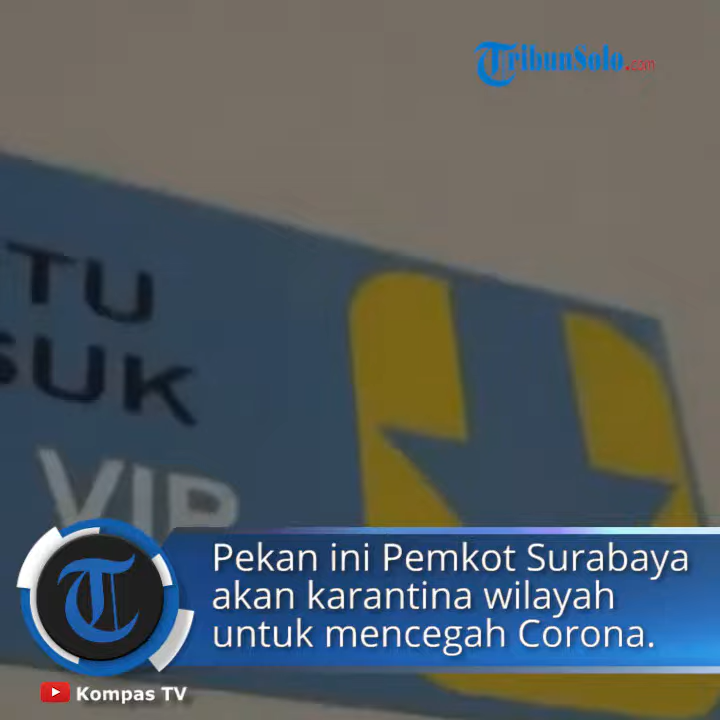 TribunSolo.com
TU
SUK
VIP
Pekan ini Pemkot Surabaya
akan karantina wilayah
untuk mencegah Corona.
Kompas TV